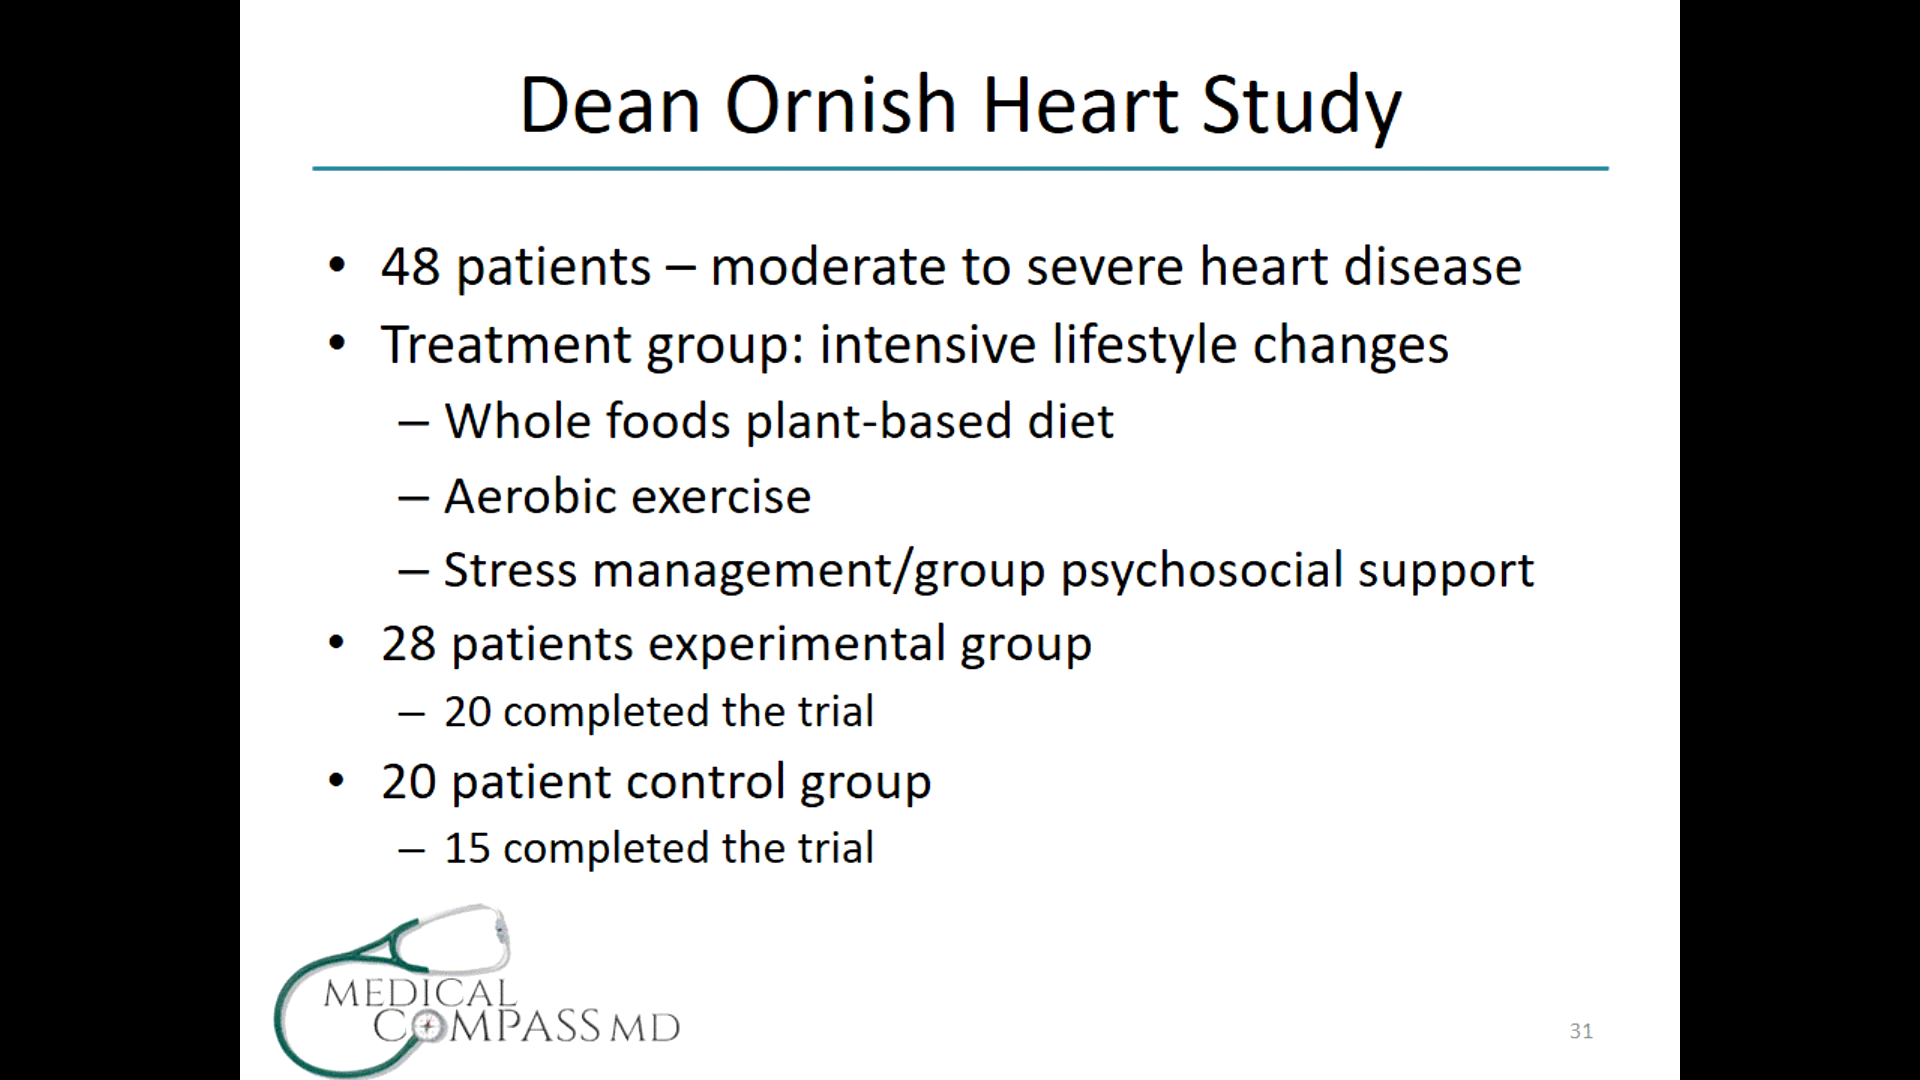 Dean Ornish Heart Study
• 48 patients – moderate to severe heart disease
• Treatment group: intensive lifestyle changes
– Whole foods plant-based diet
– Aerobic exercise
– Stress management/group psychosocial support
• 28 patients experimental group
– 20 completed the trial
• 20 patient control group
– 15 completed the trial
MEDICAL
COMPASS MD
31